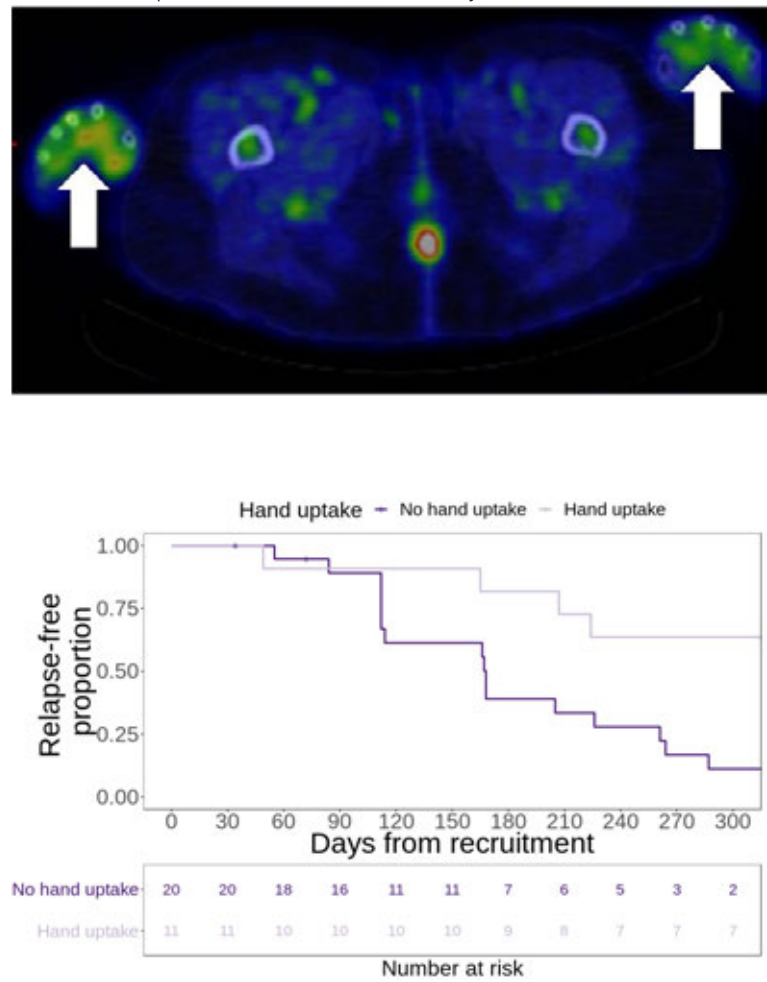 Hand uptake No hand uptake Hand uptake
Relapse-free
proportion
1.00
0.75
0.50
0.25
0.00
0 30 60 90 120 150 180 210 240 270 300
Days from recruitment
No hand uptake 20 20 18 16 11 11 7 6 5 3 2
Hand uptake 11 11 10 10 10 10 9 8 7 7 7
Number at risk